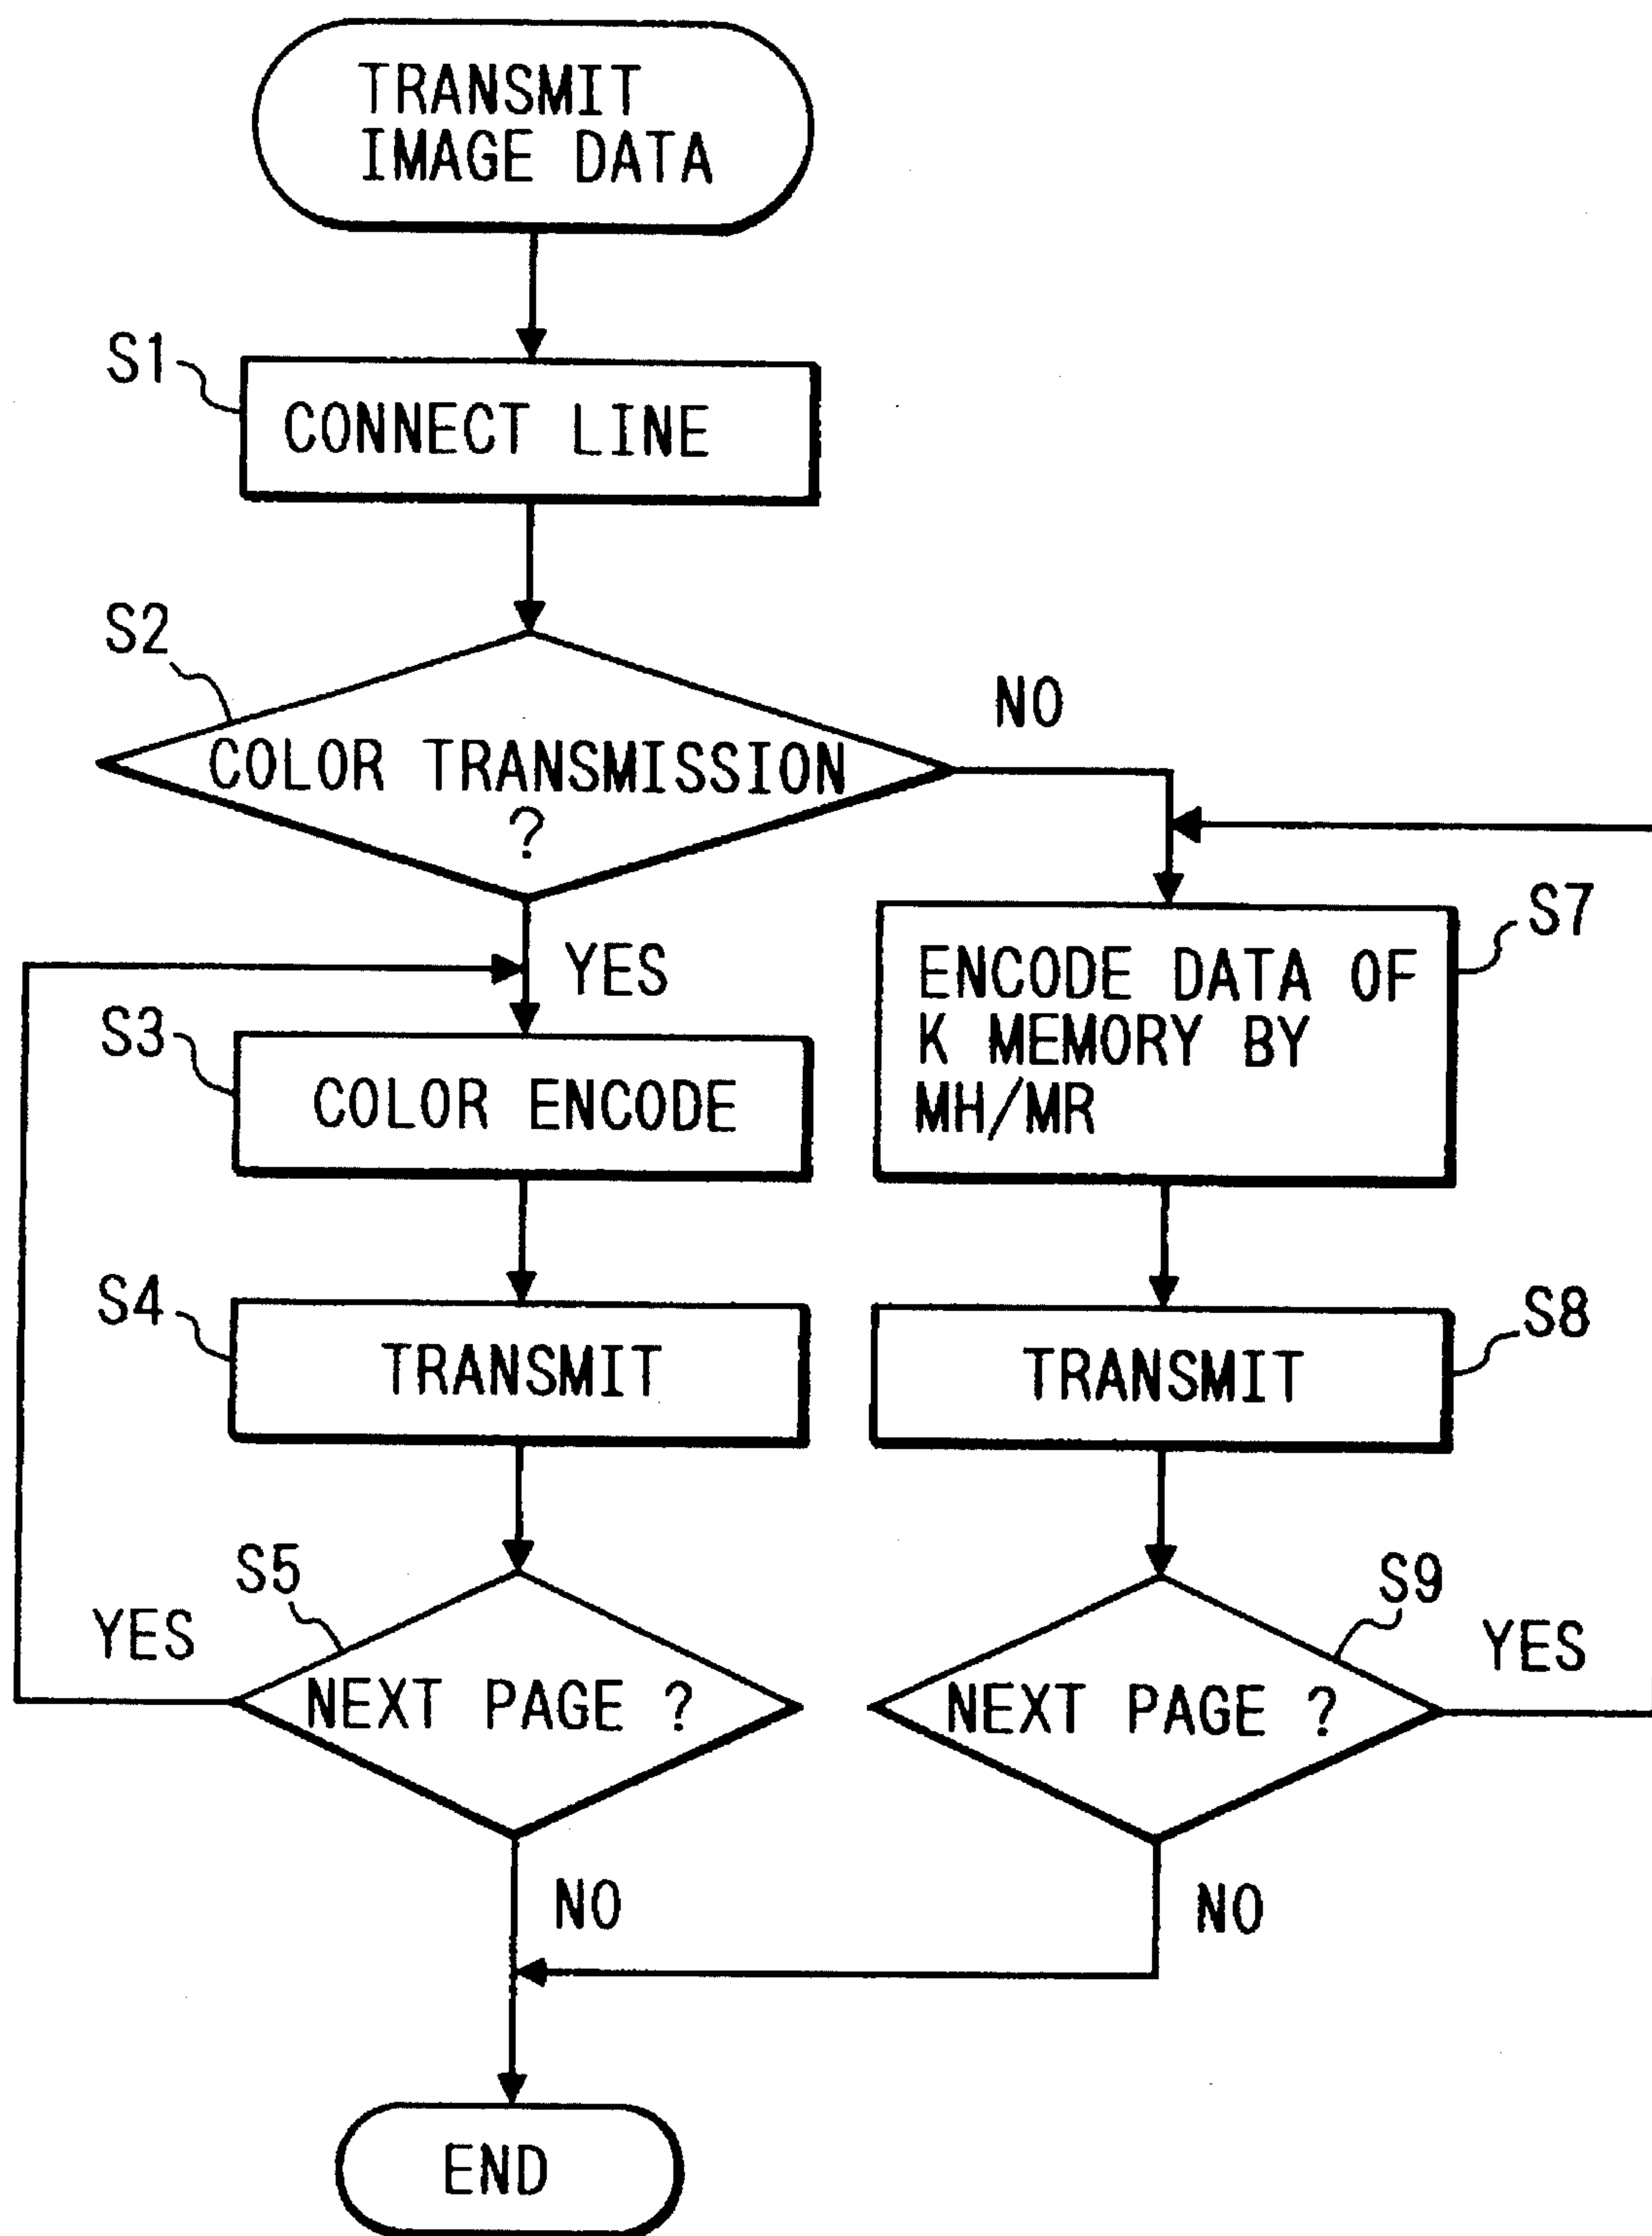 TRANSMIT
IMAGE DATA
S1
CONNECT LINE
S2
COLOR TRANSMISSION
?
NO
YES
S3
COLOR ENCODE
S4
TRANSMIT
S5
YES
NEXT PAGE ?
NO
S7
ENCODE DATA OF
K MEMORY BY
MH/MR
S8
TRANSMIT
S9
YES
NEXT PAGE ?
NO
END